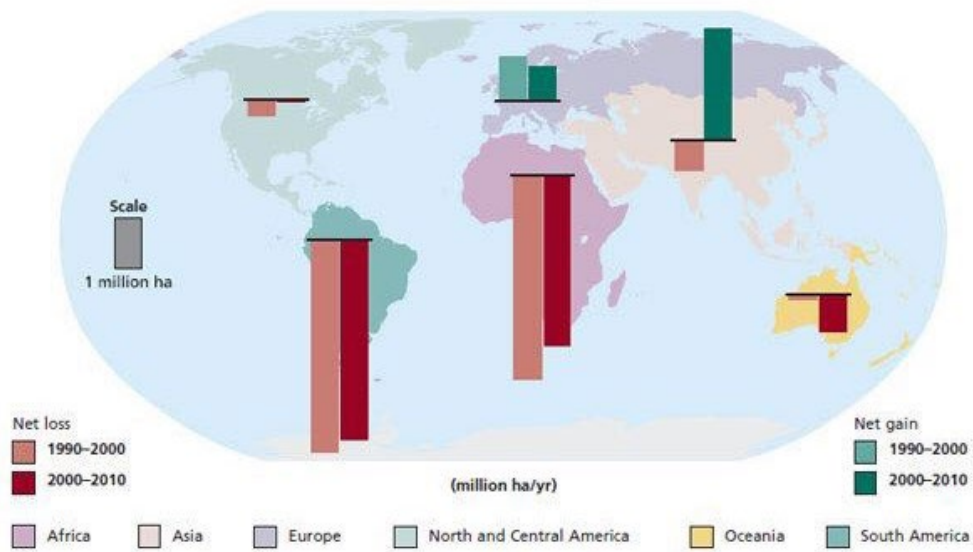 Scale
1 million ha
Net loss
1990–2000
2000–2010
(million ha/yr)
Net gain
1990–2000
2000–2010
Africa
Asia
Europe
North and Central America
Oceania
South America